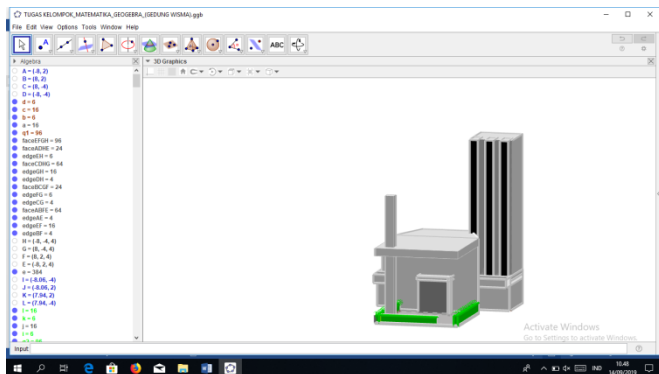 TUGAS KELOMPOK_MATEMATIKA_GEOGEBRA_(GEDUNG WISMA).ggb
File Edit View Options Tools Window Help
ABC
Algebra
3D Graphics
A = (-8, 2)
B = (8, 2)
C = (8, -4)
D = (-8, -4)
d = 6
c = 16
b = 6
a = 16
q1 = 96
faceEFGH = 96
faceADHE = 24
edgeEH = 6
faceCDHG = 64
edgeGH = 16
edgeDH = 4
faceBCGF = 24
edgeFG = 6
edgeCG = 4
faceABFE = 64
edgeAE = 4
edgeEF = 16
edgeBF = 4
H = (-8, -4, 4)
G = (8, -4, 4)
F = (8, 2, 4)
E = (-8, 2, 4)
e = 384
I = (-8.06, -4)
J = (-8.06, 2)
K = (7.94, 2)
L = (7.94, -4)
l = 16
k = 6
j = 16
i = 6
Activate Windows
Go to Settings to activate Windows.
Input:
IND
10.48
14/09/2019